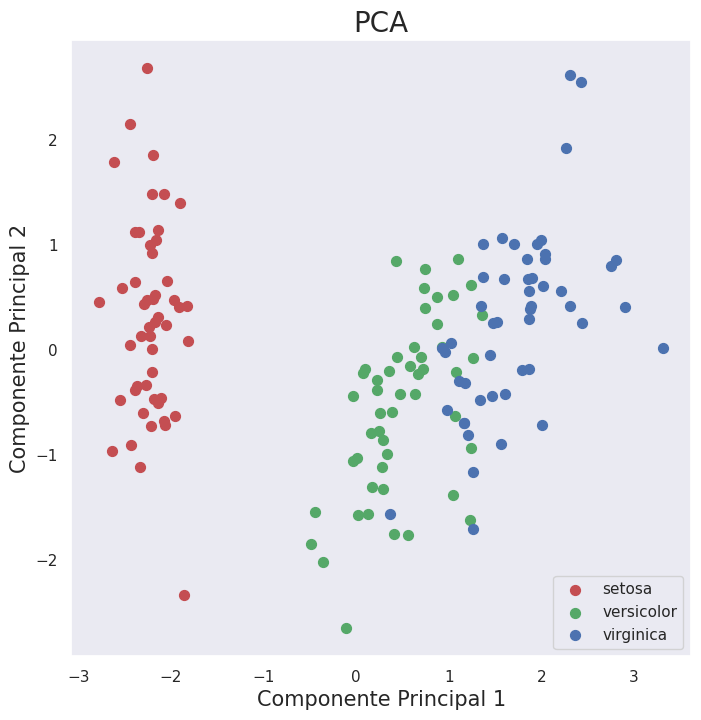 PCA
Componente Principal 2
2
1
0
−1
−2
−3
−2
−1
0
1
2
3
Componente Principal 1
setosa
versicolor
virginica